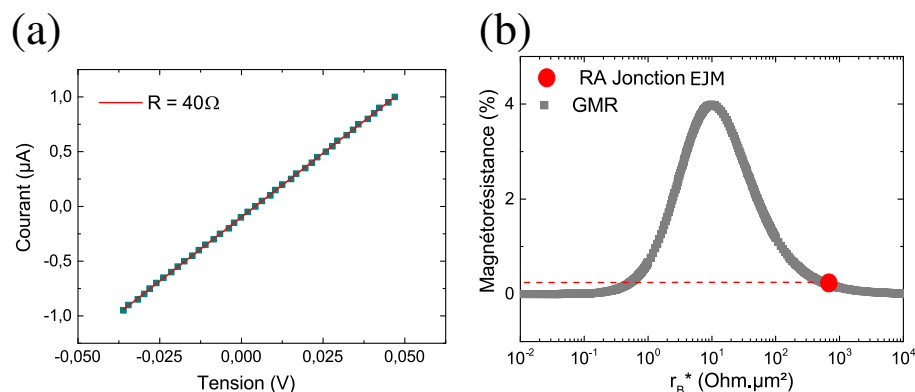 (a)
R = 40Ω
Courant (µA)
1,0
0,5
0,0
-0,5
-1,0
-0,050 -0,025 0,000 0,025 0,050
Tension (V)
(b)
RA Jonction EJM
GMR
Magnétorésistance (%)
4
2
0
10⁻² 10⁻¹ 10⁰ 10¹ 10² 10³ 10⁴
r_B* (Ohm.µm²)